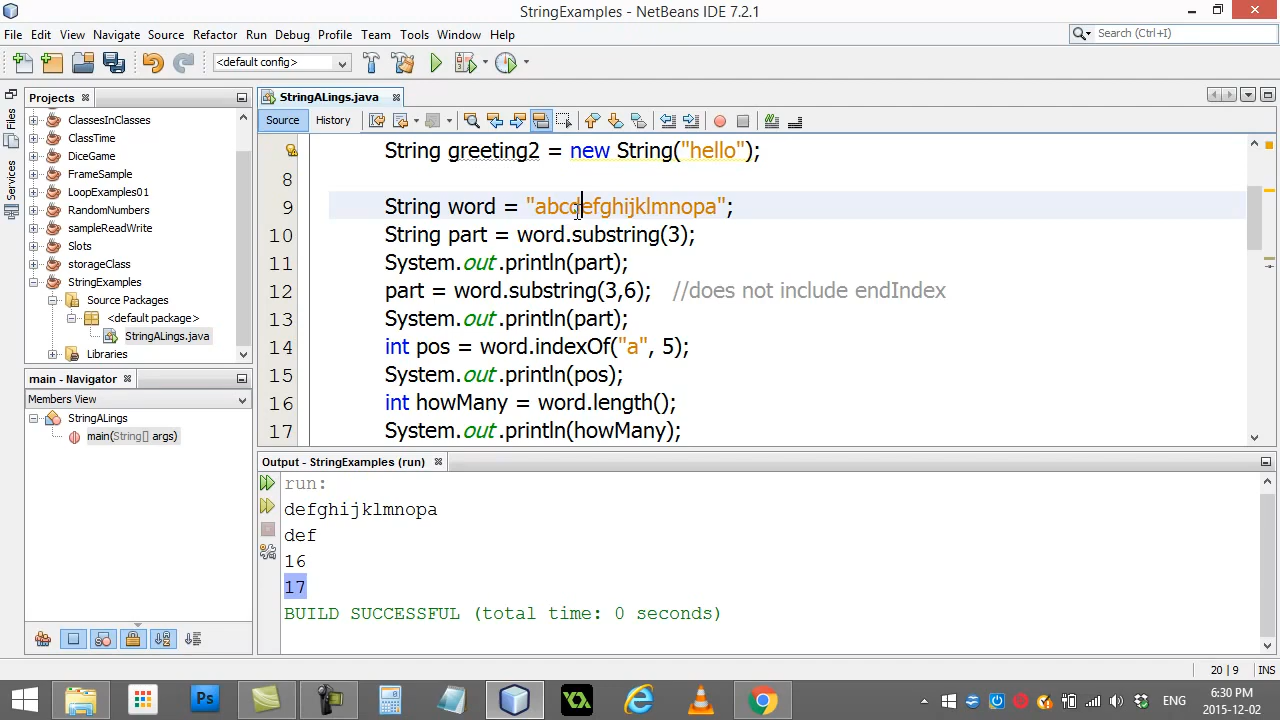 StringExamples - NetBeans IDE 7.2.1
File Edit View Navigate Source Refactor Run Debug Profile Team Tools Window Help
Search (Ctrl+I)
<default config>
Projects
StringALings.java
Files
Services
ClassesInClasses
ClassTime
DiceGame
FrameSample
LoopExamples01
RandomNumbers
sampleReadWrite
Slots
storageClass
StringExamples
Source Packages
<default package>
StringALings.java
Libraries
Source History
String greeting2 = new String("hello");
8
9 String word = "abcdefghijklmnopa";
10 String part = word.substring(3);
11 System.out.println(part);
12 part = word.substring(3,6); //does not include endIndex
13 System.out.println(part);
14 int pos = word.indexOf("a", 5);
15 System.out.println(pos);
16 int howMany = word.length();
17 System.out.println(howMany);
main - Navigator
Members View
StringALings
main(String[] args)
Output - StringExamples (run)
run:
defghijklmnopa
def
16
17
BUILD SUCCESSFUL (total time: 0 seconds)
20 | 9 INS
Ps
ENG
6:30 PM
2015-12-02